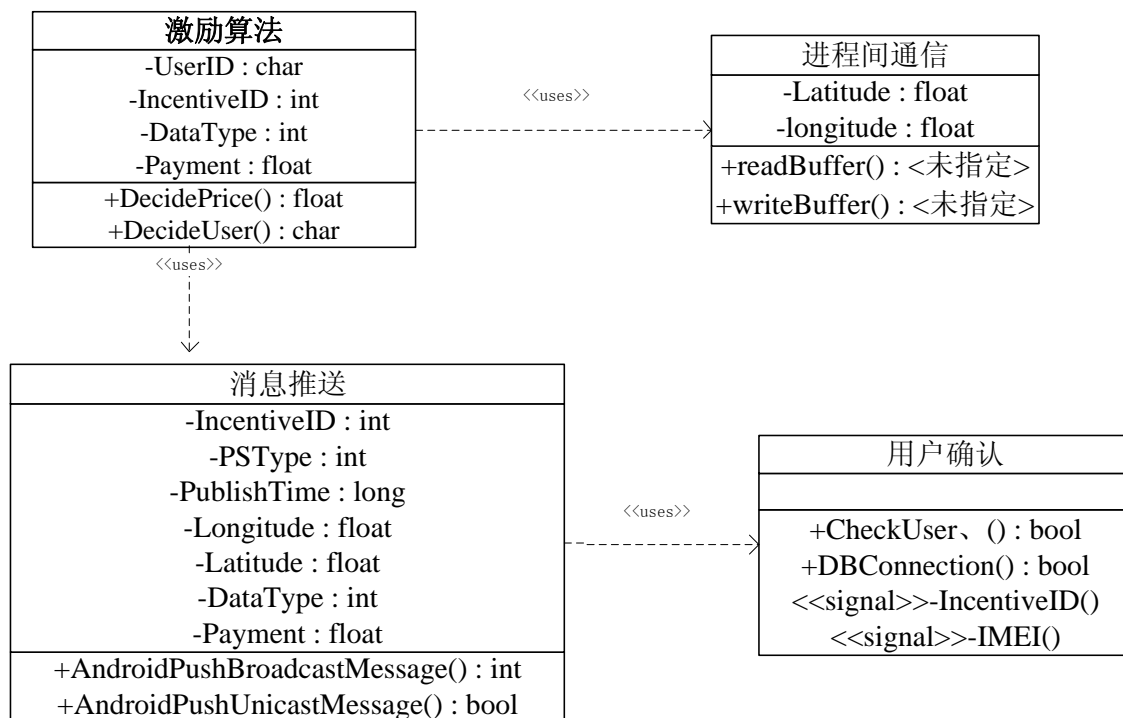 激励算法
-UserID : char
-IncentiveID : int
-DataType : int
-Payment : float
+DecidePrice() : float
+DecideUser() : char
<<uses>>
进程间通信
-Latitude : float
-longitude : float
+readBuffer() : <未指定>
+writeBuffer() : <未指定>
<<uses>>
消息推送
-IncentiveID : int
-PSType : int
-PublishTime : long
-Longitude : float
-Latitude : float
-DataType : int
-Payment : float
+AndroidPushBroadcastMessage() : int
+AndroidPushUnicastMessage() : bool
<<uses>>
用户确认
+CheckUser、() : bool
+DBConnection() : bool
<<signal>>-IncentiveID()
<<signal>>-IMEI()